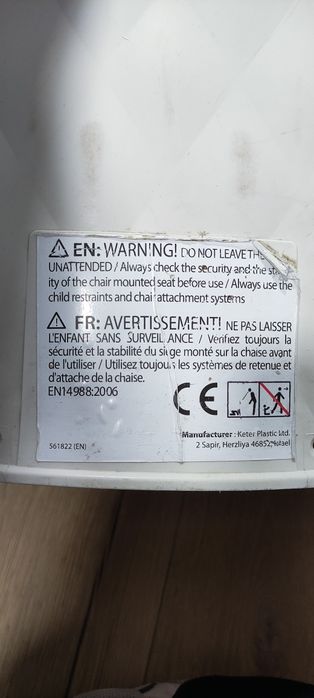 ⚠ EN: WARNING! DO NOT LEAVE
UNATTENDED / Always check the security and the
ity of the chair mounted seat before use / Always use the
child restraints and chair attachment systems
⚠ FR: AVERTISSEMENT! NE PAS LAISSER
L'ENFANT SANS SURVEILLANCE / Verifiez toujours la
sécurité et la stabilité du siège monté sur la chaise avant
de l'utiliser / Utilisez toujours les systèmes de retenue et
d'attache de la chaise.
EN14988:2006
CE
Manufacturer : Keter Plastic Ltd.
561822 (EN)
2 Sapir, Herzliya Israel